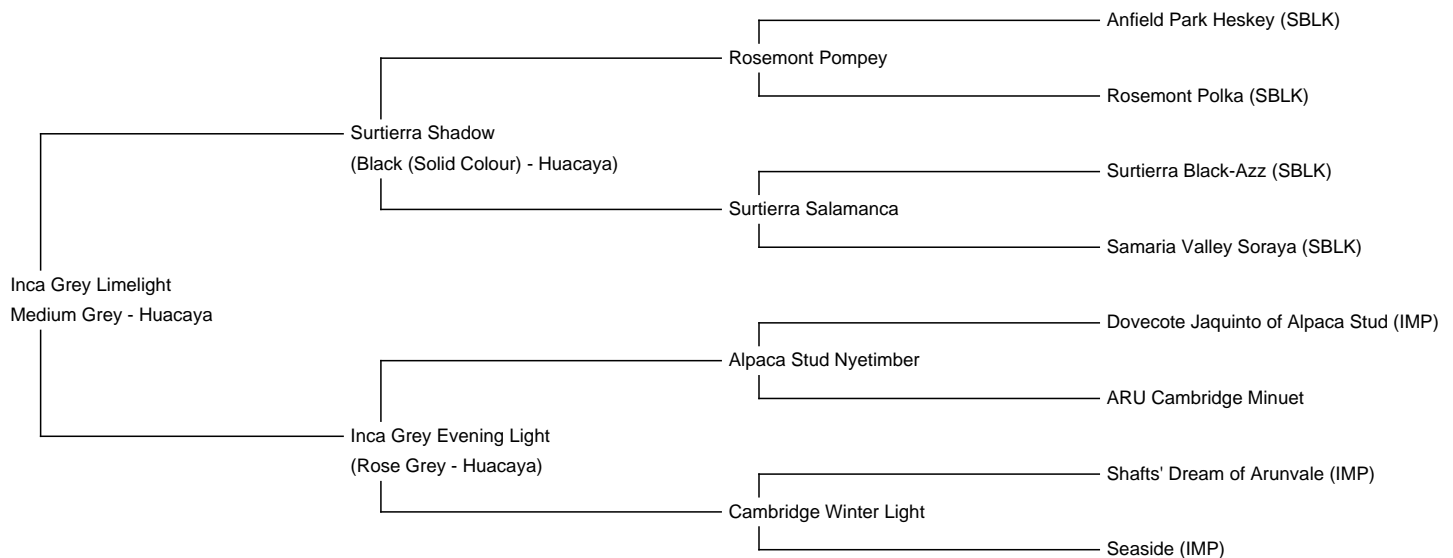 Anfield Park Heskey (SBLK)
Rosemont Pompey
Rosemont Polka (SBLK)
Surtierra Shadow
(Black (Solid Colour) - Huacaya)
Surtierra Black-Azz (SBLK)
Surtierra Salamanca
Samaria Valley Soraya (SBLK)
Inca Grey Limelight
Medium Grey - Huacaya
Dovecote Jaquinto of Alpaca Stud (IMP)
Alpaca Stud Nyetimber
ARU Cambridge Minuet
Inca Grey Evening Light
(Rose Grey - Huacaya)
Shafts' Dream of Arunvale (IMP)
Cambridge Winter Light
Seaside (IMP)